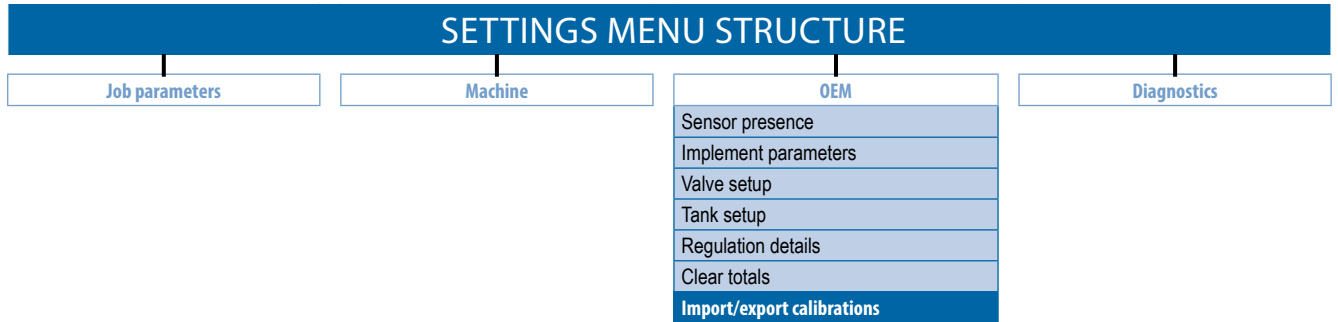 SETTINGS MENU STRUCTURE
Job parameters
Machine
OEM
Diagnostics
Sensor presence
Implement parameters
Valve setup
Tank setup
Regulation details
Clear totals
Import/export calibrations